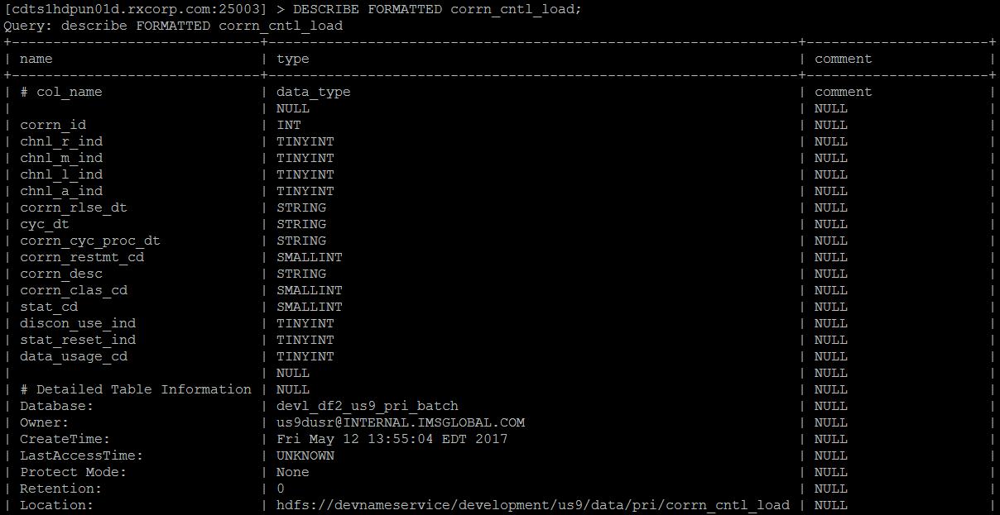 [cdts1hdpun01d.rxcorp.com:25003] > DESCRIBE FORMATTED corrn_cntl_load;
Query: describe FORMATTED corrn_cntl_load
+------------------------------+----------------------------------------------------------------+----------------------+
| name | type | comment |
+------------------------------+----------------------------------------------------------------+----------------------+
| # col_name | data_type | comment |
| | NULL | NULL |
| corrn_id | INT | NULL |
| chnl_r_ind | TINYINT | NULL |
| chnl_m_ind | TINYINT | NULL |
| chnl_l_ind | TINYINT | NULL |
| chnl_a_ind | TINYINT | NULL |
| corrn_rlse_dt | STRING | NULL |
| cyc_dt | STRING | NULL |
| corrn_cyc_proc_dt | STRING | NULL |
| corrn_restmt_cd | SMALLINT | NULL |
| corrn_desc | STRING | NULL |
| corrn_clas_cd | SMALLINT | NULL |
| stat_cd | SMALLINT | NULL |
| discon_use_ind | TINYINT | NULL |
| stat_reset_ind | TINYINT | NULL |
| data_usage_cd | TINYINT | NULL |
| | NULL | NULL |
| # Detailed Table Information | NULL | NULL |
| Database: | devl_df2_us9_pri_batch | NULL |
| Owner: | us9dusr@INTERNAL.IMSGLOBAL.COM | NULL |
| CreateTime: | Fri May 12 13:55:04 EDT 2017 | NULL |
| LastAccessTime: | UNKNOWN | NULL |
| Protect Mode: | None | NULL |
| Retention: | 0 | NULL |
| Location: | hdfs://devnameservice/development/us9/data/pri/corrn_cntl_load | NULL |